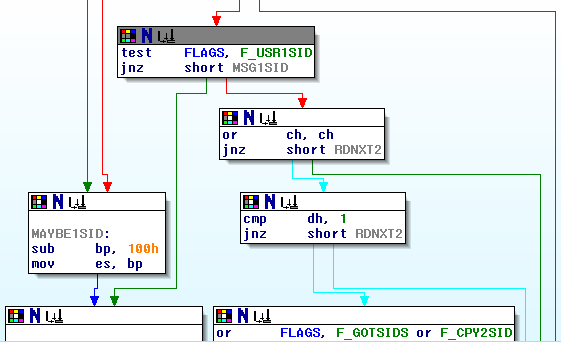 test FLAGS, F_USR1SID
jnz short MSG1SID
or ch, ch
jnz short RDNXT2
cmp dh, 1
jnz short RDNXT2
MAYBE1SID:
sub bp, 100h
mov es, bp
or FLAGS, F_GOTSIDS or F_CPY2SID